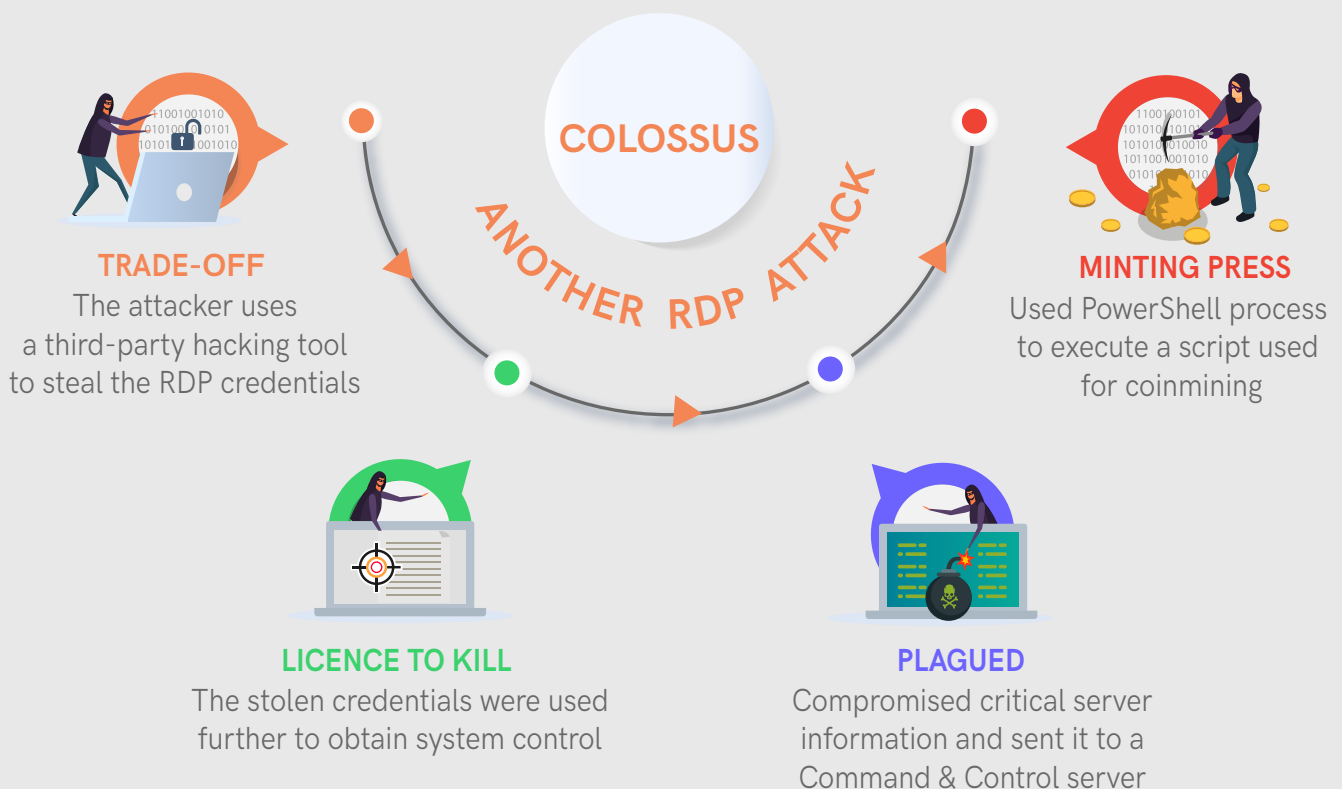 COLOSSUS
ANOTHER RDP ATTACK
TRADE-OFF
The attacker uses
a third-party hacking tool
to steal the RDP credentials
LICENCE TO KILL
The stolen credentials were used
further to obtain system control
PLAGUED
Compromised critical server
information and sent it to a
Command & Control server
MINTING PRESS
Used PowerShell process
to execute a script used
for coinmining